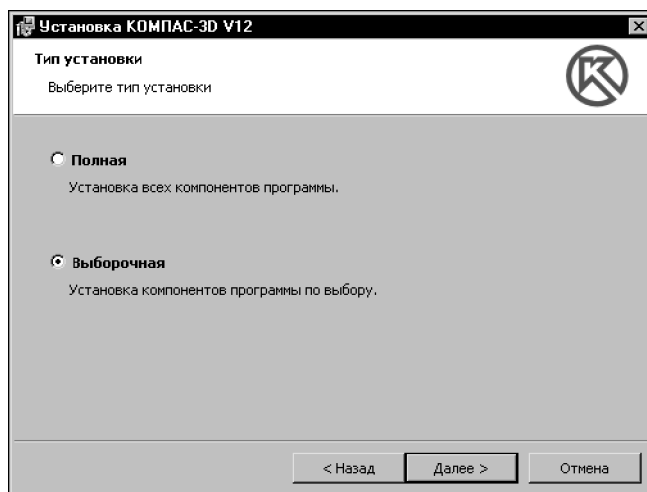 Установка КОМПАС-3D V12
Тип установки
Выберите тип установки
Полная
Установка всех компонентов программы.
Выборочная
Установка компонентов программы по выбору.
< Назад
Далее >
Отмена